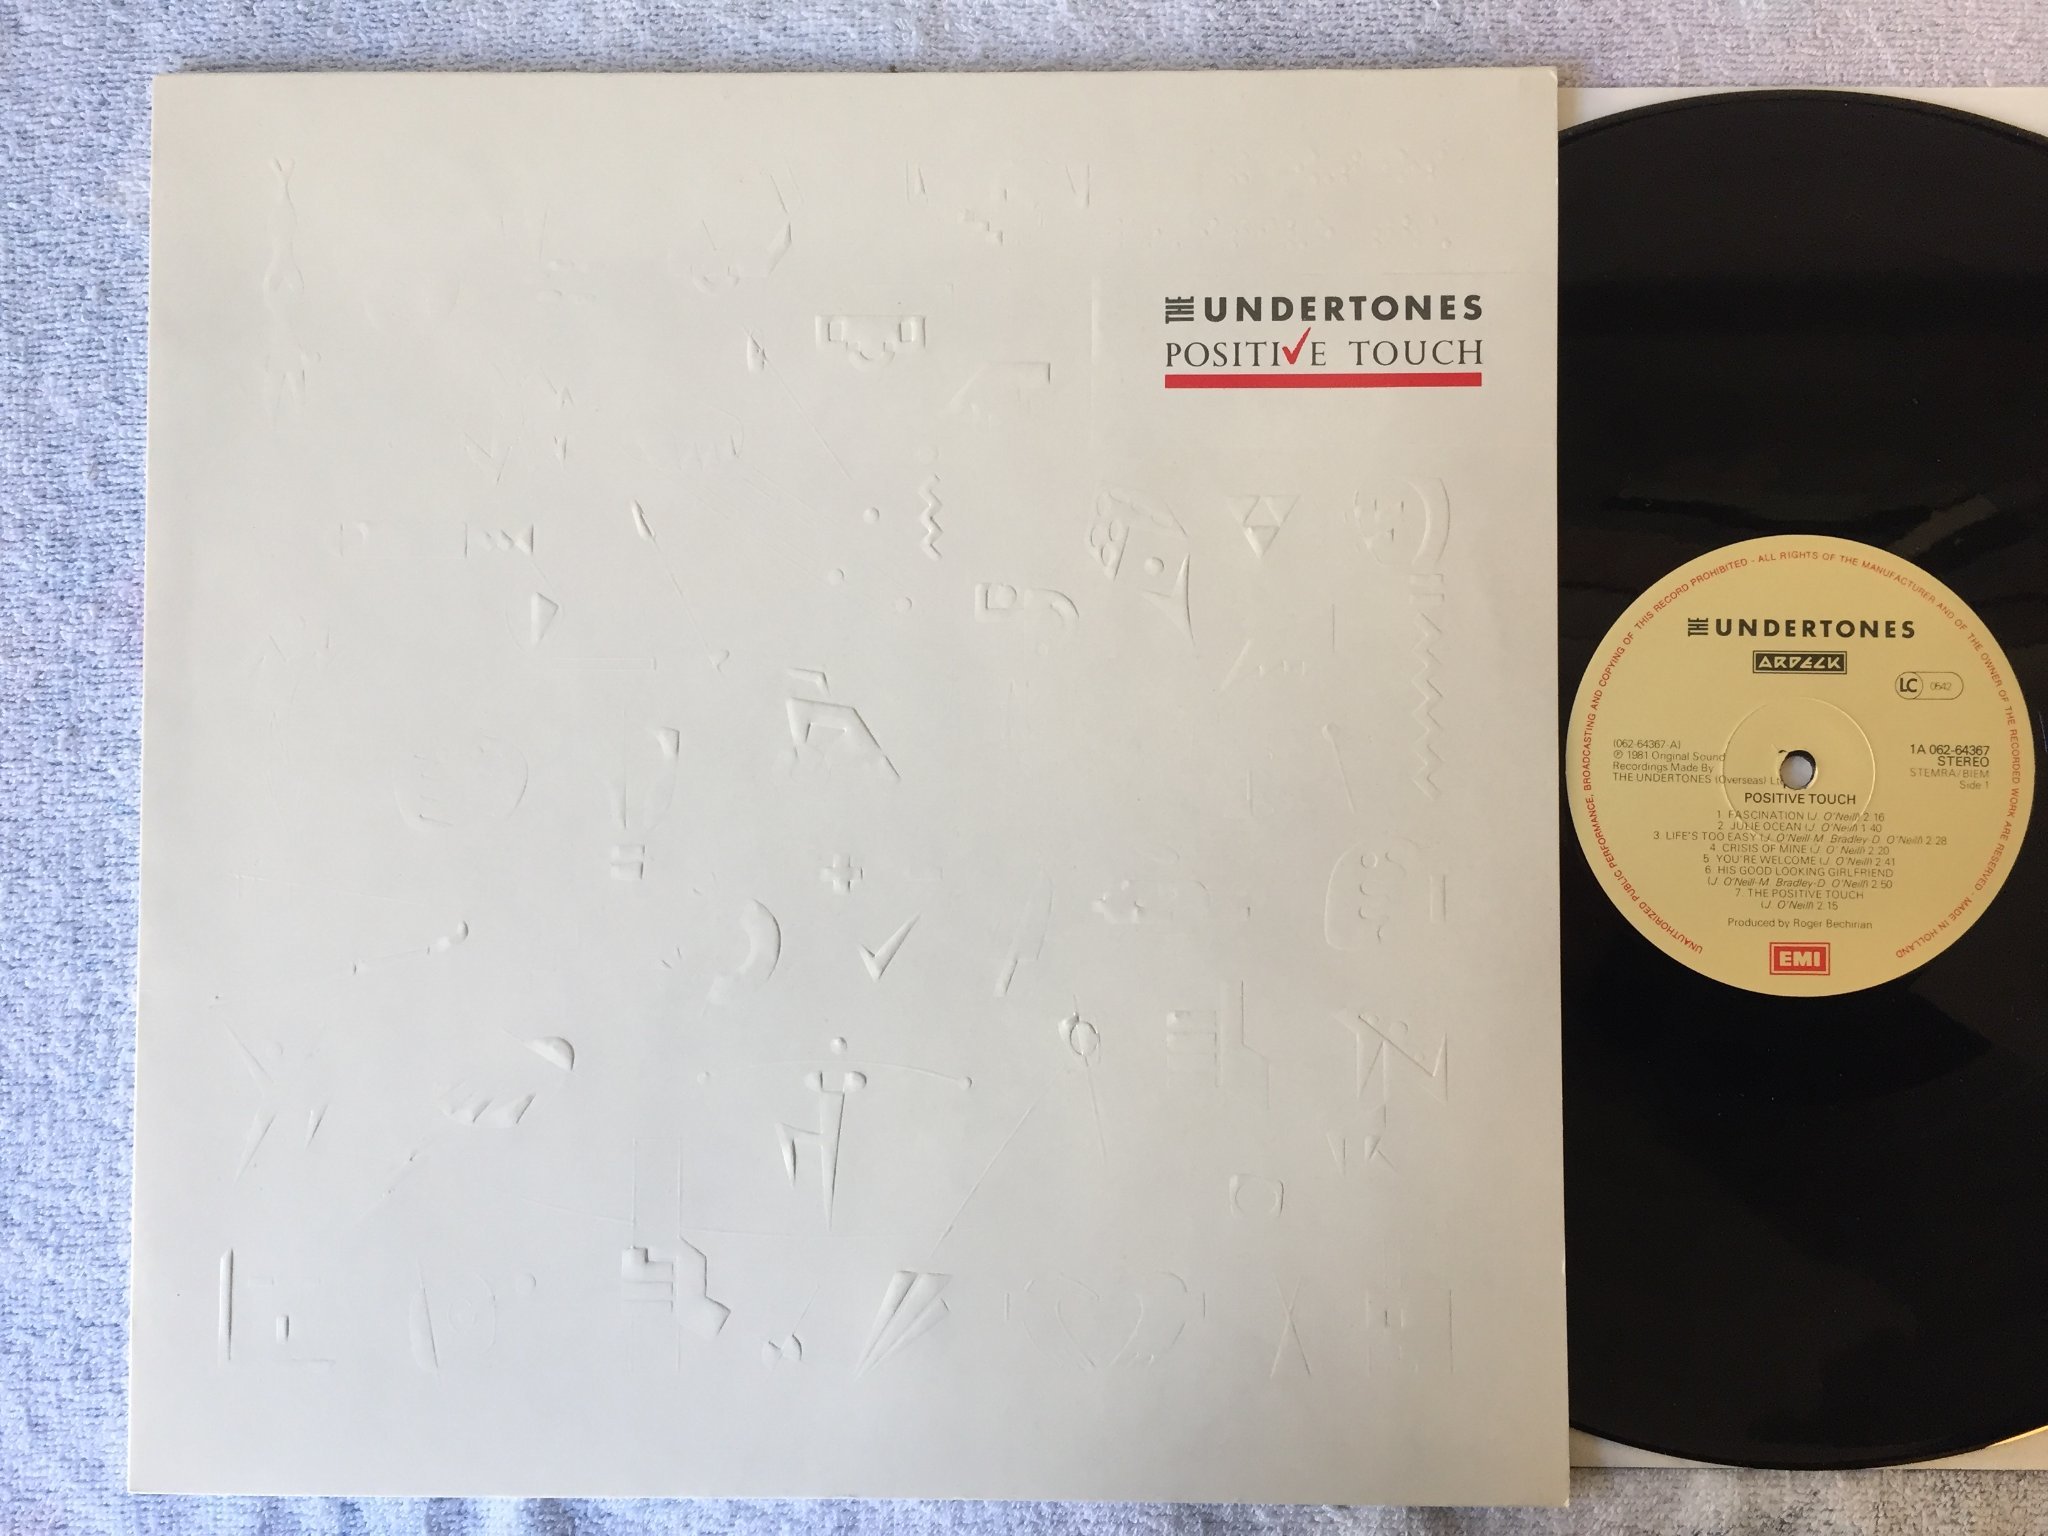 THE UNDERTONES
POSITIVE TOUCH
UNAUTHORIZED PUBLIC PERFORMANCE, BROADCASTING AND COPYING OF THIS RECORD PROHIBITED - ALL RIGHTS OF THE MANUFACTURER AND OF THE OWNER OF THE RECORDED WORK ARE RESERVED - MADE IN HOLLAND
THE UNDERTONES
ARDECK
LC 0542
(062-64367-A)
℗ 1981 Original Sound
Recordings Made By
THE UNDERTONES (Overseas) Ltd
1A 062-64367
STEREO
STEMRA/BIEM
Side 1
POSITIVE TOUCH
1. FASCINATION (J. O'Neill) 2.16
2. JULIE OCEAN (J. O'Neill) 1.40
3. LIFE'S TOO EASY (J. O'Neill-M. Bradley-D. O'Neill) 2.28
4. CRISIS OF MINE (J. O'Neill) 2.20
5. YOU'RE WELCOME (J. O'Neill) 2.41
6. HIS GOOD LOOKING GIRLFRIEND
(J. O'Neill-M. Bradley-D. O'Neill) 2.50
7. THE POSITIVE TOUCH
(J. O'Neill) 2.15
Produced by Roger Bechirian
EMI